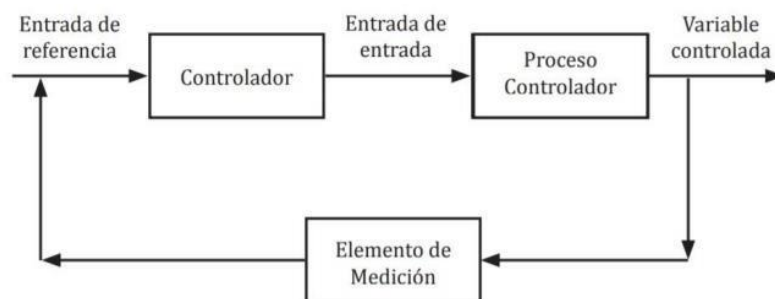 Entrada de
referencia
Controlador
Entrada de
entrada
Proceso
Controlador
Variable
controlada
Elemento de
Medición